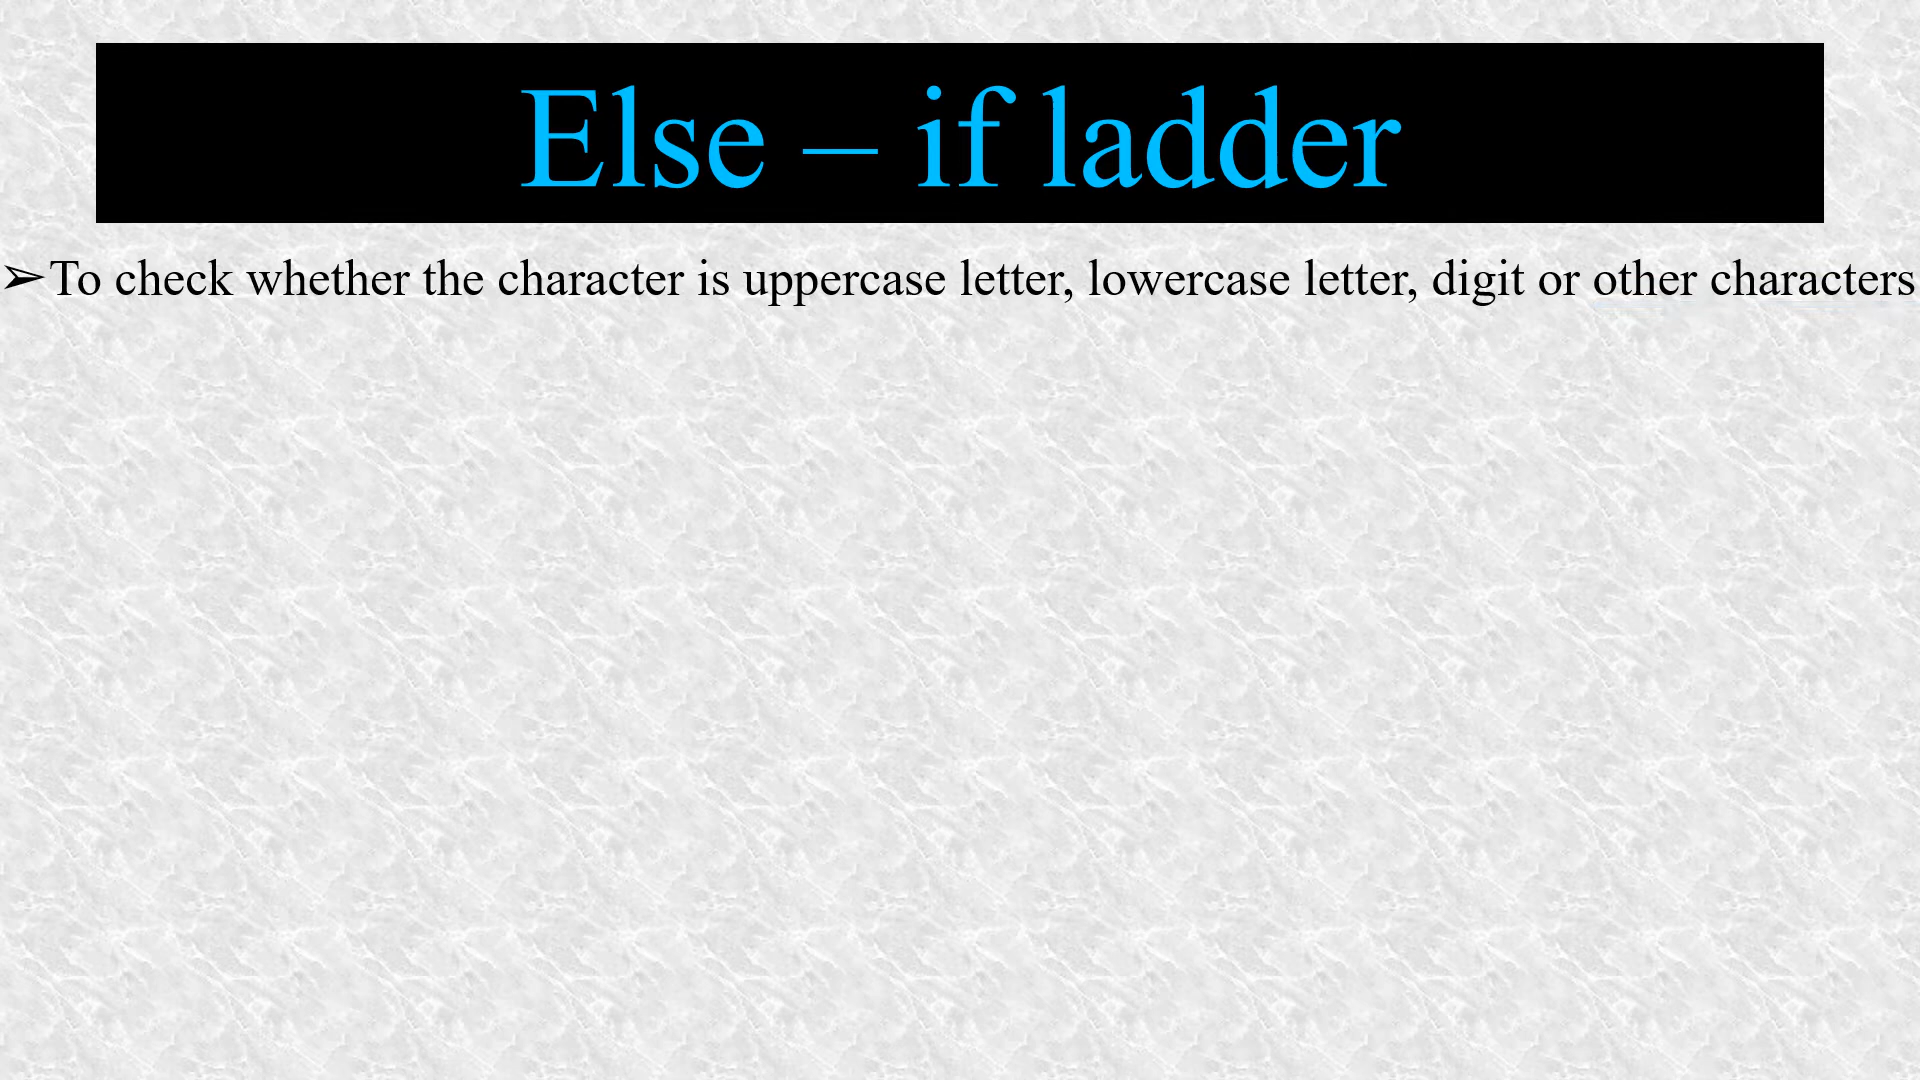 Else – if ladder
➢To check whether the character is uppercase letter, lowercase letter, digit or other characters